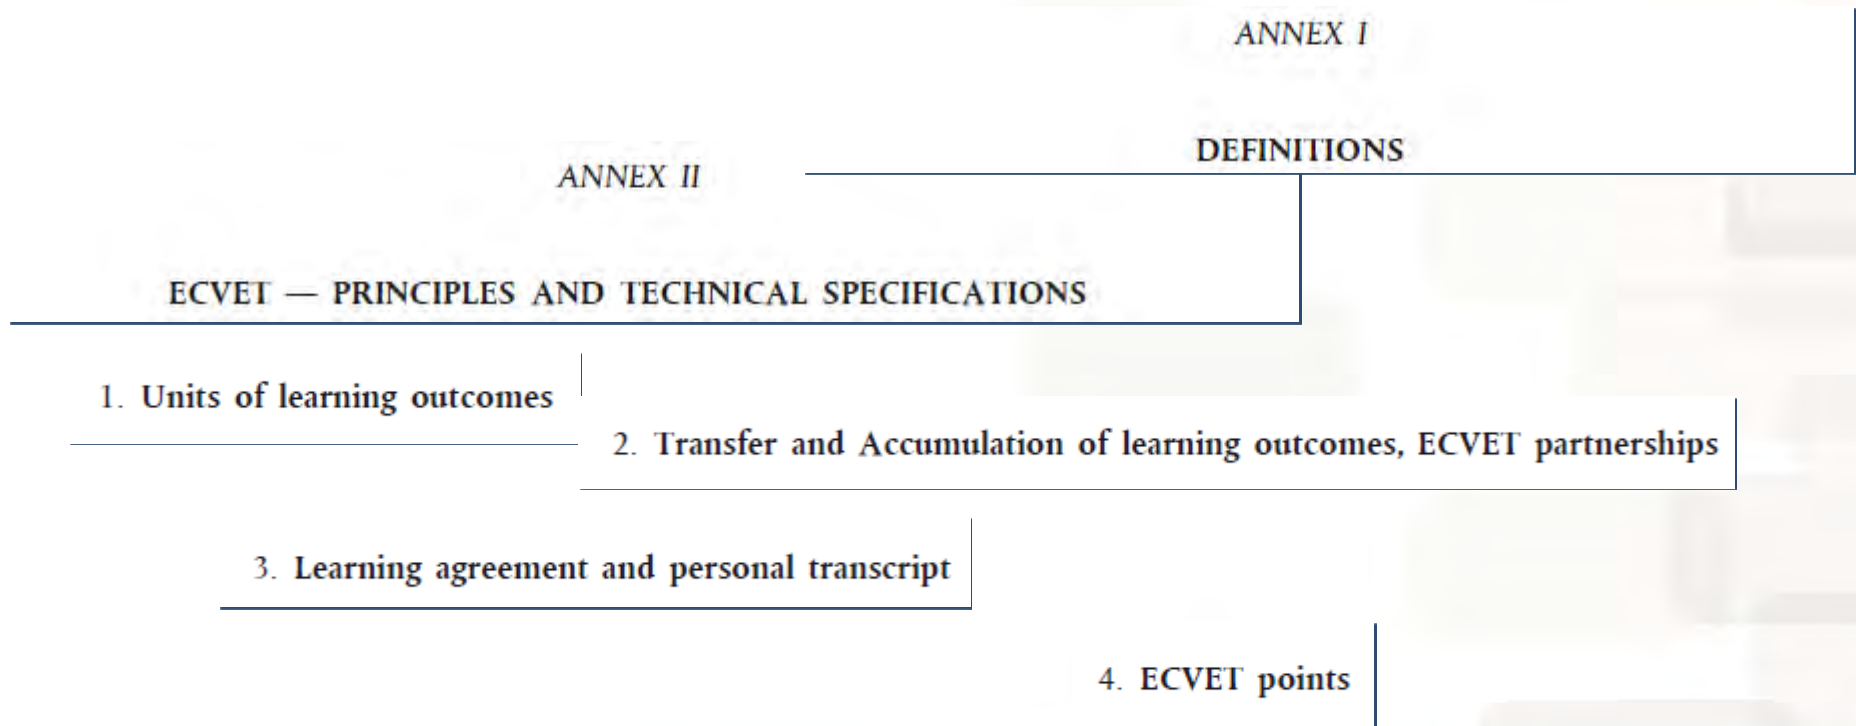 ANNEX I
DEFINITIONS
ANNEX II
ECVET — PRINCIPLES AND TECHNICAL SPECIFICATIONS
1. Units of learning outcomes
2. Transfer and Accumulation of learning outcomes, ECVET partnerships
3. Learning agreement and personal transcript
4. ECVET points